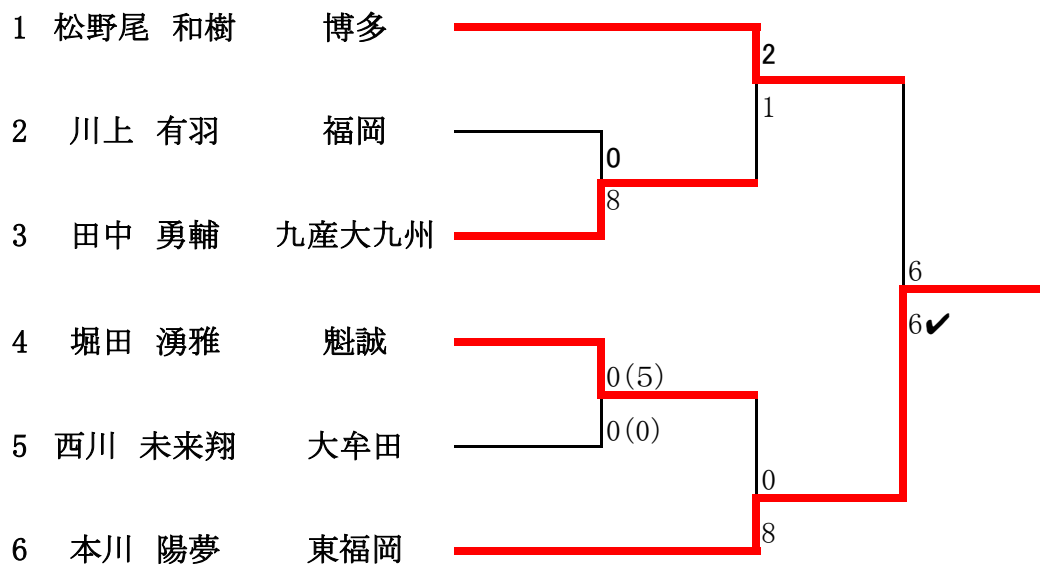 1 松野尾 和樹 博多
2
1
2 川上 有羽 福岡
0
8
3 田中 勇輔 九産大九州
6
6✔
4 堀田 湧雅 魁誠
0(5)
0(0)
5 西川 未来翔 大牟田
0
8
6 本川 陽夢 東福岡